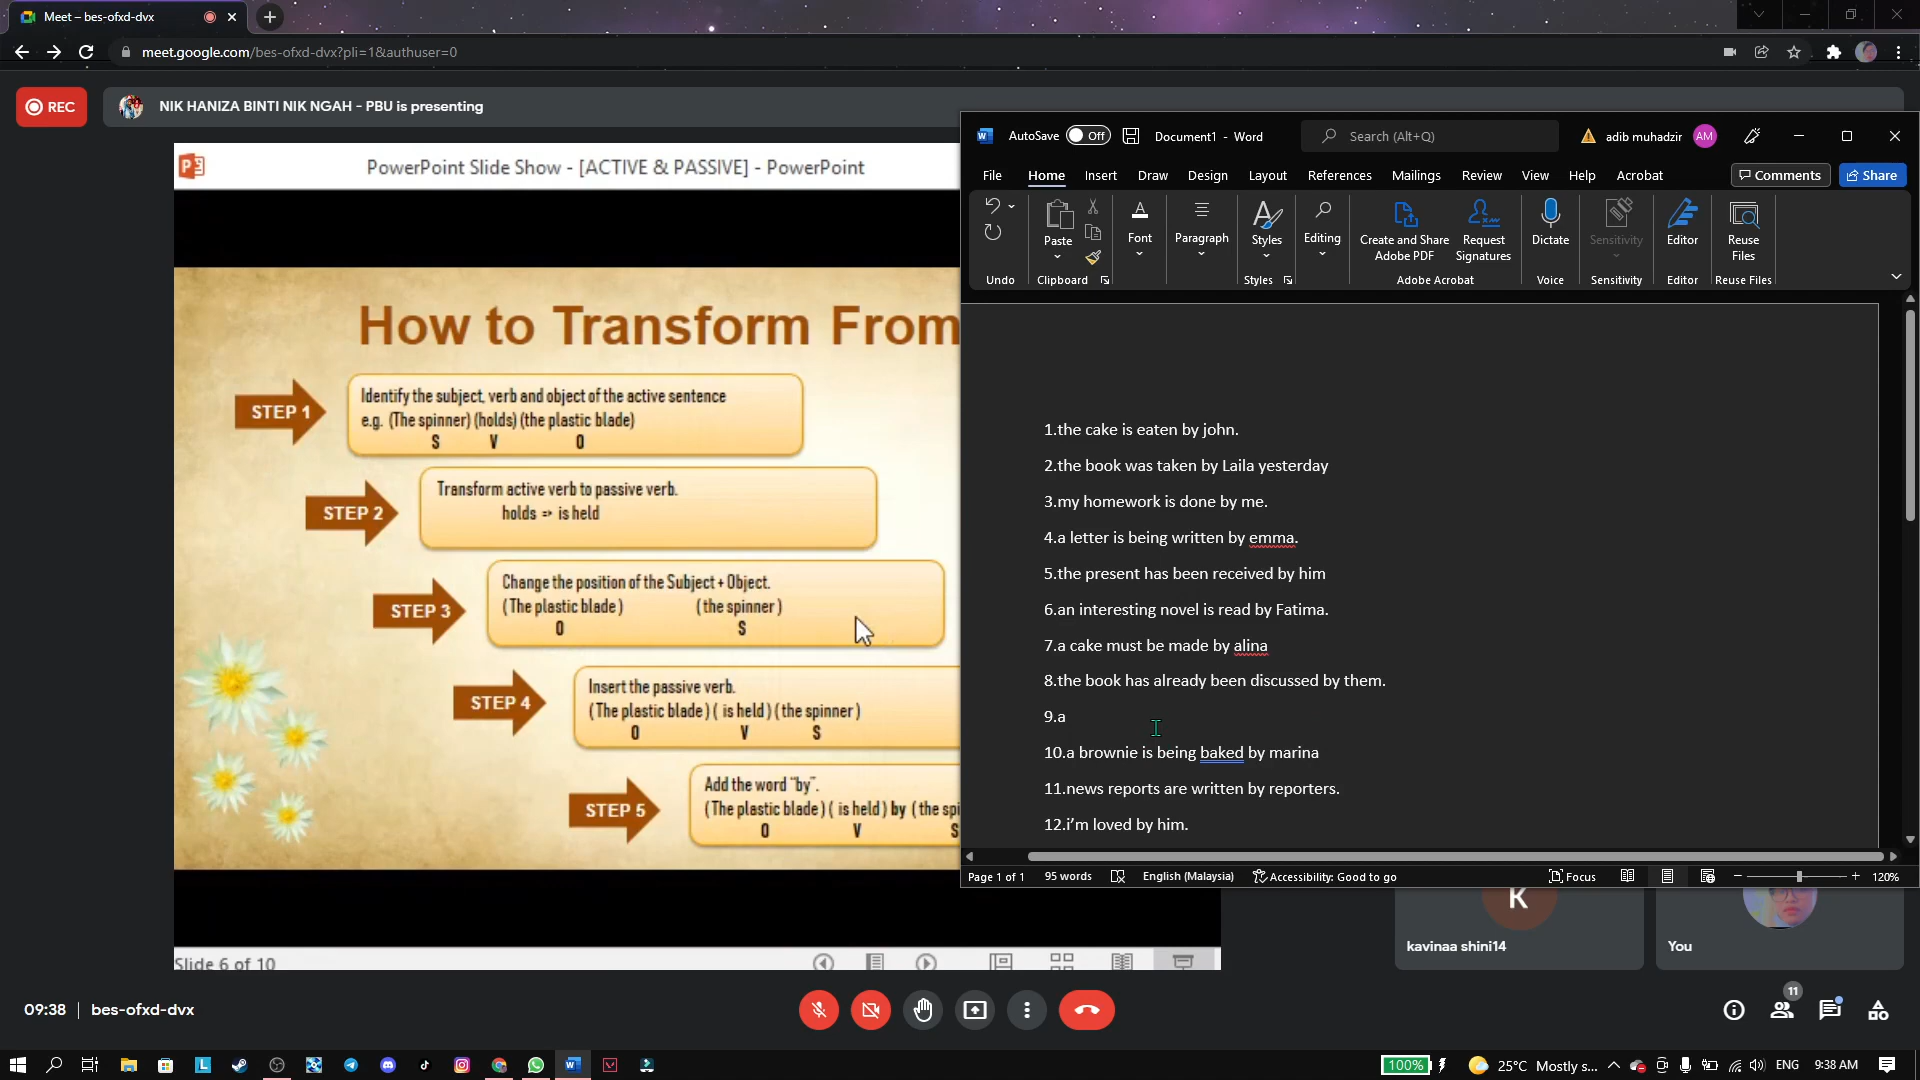 Meet – bes-ofxd-dvx
meet.google.com/bes-ofxd-dvx?pli=1&authuser=0
REC
NIK HANIZA BINTI NIK NGAH - PBU is presenting
PowerPoint Slide Show - [ACTIVE & PASSIVE] - PowerPoint
How to Transform From
STEP 1
Identify the subject, verb and object of the active sentence
e.g. (The spinner) (holds) (the plastic blade)
S V O
STEP 2
Transform active verb to passive verb.
holds => is held
STEP 3
Change the position of the Subject + Object.
(The plastic blade ) (the spinner )
O S
STEP 4
Insert the passive verb.
(The plastic blade ) ( is held ) (the spinner )
O V S
STEP 5
Add the word "by".
(The plastic blade ) ( is held ) by (the spi
O V S
Slide 6 of 10
AutoSave Off Document1 - Word Search (Alt+Q) adib muhadzir AM
File Home Insert Draw Design Layout References Mailings Review View Help Acrobat Comments Share
Paste Font Paragraph Styles Editing Create and Share Adobe PDF Request Signatures Dictate Sensitivity Editor Reuse Files
Undo Clipboard Styles Adobe Acrobat Voice Sensitivity Editor Reuse Files
1.the cake is eaten by john.
2.the book was taken by Laila yesterday
3.my homework is done by me.
4.a letter is being written by emma.
5.the present has been received by him
6.an interesting novel is read by Fatima.
7.a cake must be made by alina
8.the book has already been discussed by them.
9.a
10.a brownie is being baked by marina
11.news reports are written by reporters.
12.i'm loved by him.
Page 1 of 1 95 words English (Malaysia) Accessibility: Good to go Focus 120%
K
kavinaa shini14
You
09:38 | bes-ofxd-dvx
11
100% 25°C Mostly s... ENG 9:38 AM